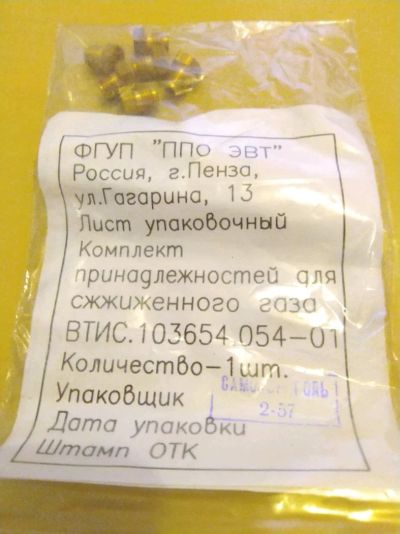 ФГУП "ППО ЭВТ"
Россия, г.Пенза,
ул.Гагарина, 13
Лист упаковочный
Комплект
принадлежностей для
сжжиженного газа
ВТИС.103654.054-01
Количество-1шт.
Упаковщик
2-57
Дата упаковки
Штамп ОТК